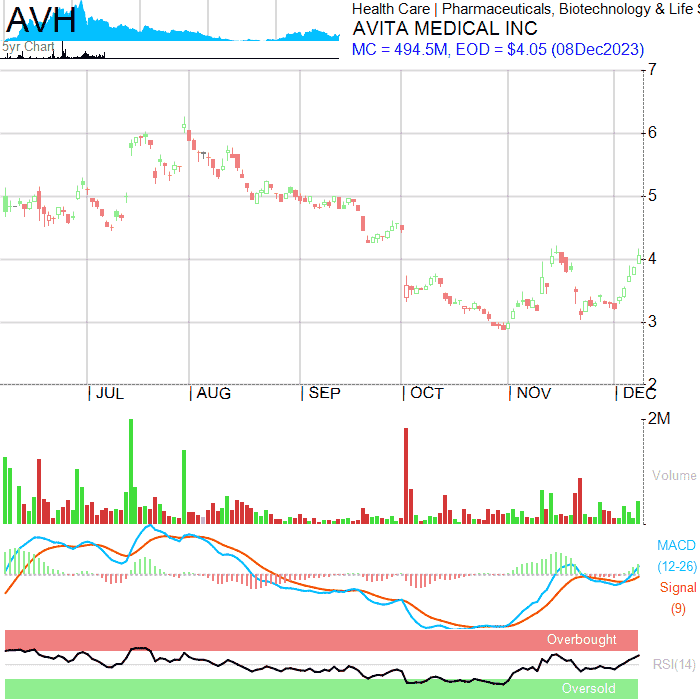 AVH
5yr Chart
Health Care | Pharmaceuticals, Biotechnology & Life S
AVITA MEDICAL INC
MC = 494.5M, EOD = $4.05 (08Dec2023)
7
6
5
4
3
2
JUL AUG SEP OCT NOV DEC
2M
Volume
MACD
(12-26)
Signal
(9)
Overbought
RSI(14)
Oversold